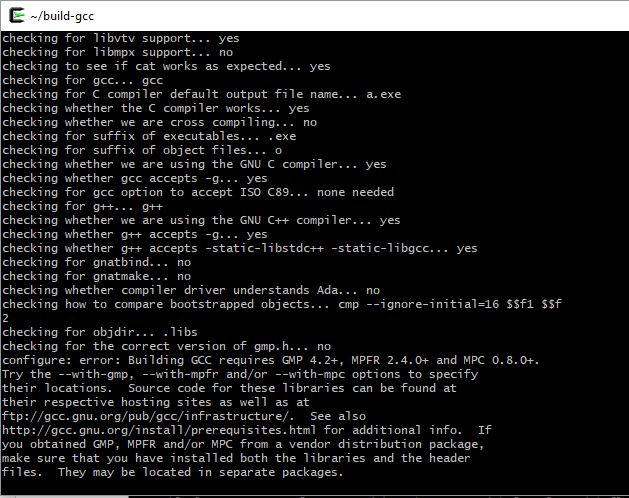 ~/build-gcc
checking for libvtv support... yes
checking for libmpx support... no
checking to see if cat works as expected... yes
checking for gcc... gcc
checking for C compiler default output file name... a.exe
checking whether the C compiler works... yes
checking whether we are cross compiling... no
checking for suffix of executables... .exe
checking for suffix of object files... o
checking whether we are using the GNU C compiler... yes
checking whether gcc accepts -g... yes
checking for gcc option to accept ISO C89... none needed
checking for g++... g++
checking whether we are using the GNU C++ compiler... yes
checking whether g++ accepts -g... yes
checking whether g++ accepts -static-libstdc++ -static-libgcc... yes
checking for gnatbind... no
checking for gnatmake... no
checking whether compiler driver understands Ada... no
checking how to compare bootstrapped objects... cmp --ignore-initial=16 $$f1 $$f
2
checking for objdir... .libs
checking for the correct version of gmp.h... no
configure: error: Building GCC requires GMP 4.2+, MPFR 2.4.0+ and MPC 0.8.0+.
Try the --with-gmp, --with-mpfr and/or --with-mpc options to specify
their locations.  Source code for these libraries can be found at
their respective hosting sites as well as at
ftp://gcc.gnu.org/pub/gcc/infrastructure/.  See also
http://gcc.gnu.org/install/prerequisites.html for additional info.  If
you obtained GMP, MPFR and/or MPC from a vendor distribution package,
make sure that you have installed both the libraries and the header
files.  They may be located in separate packages.